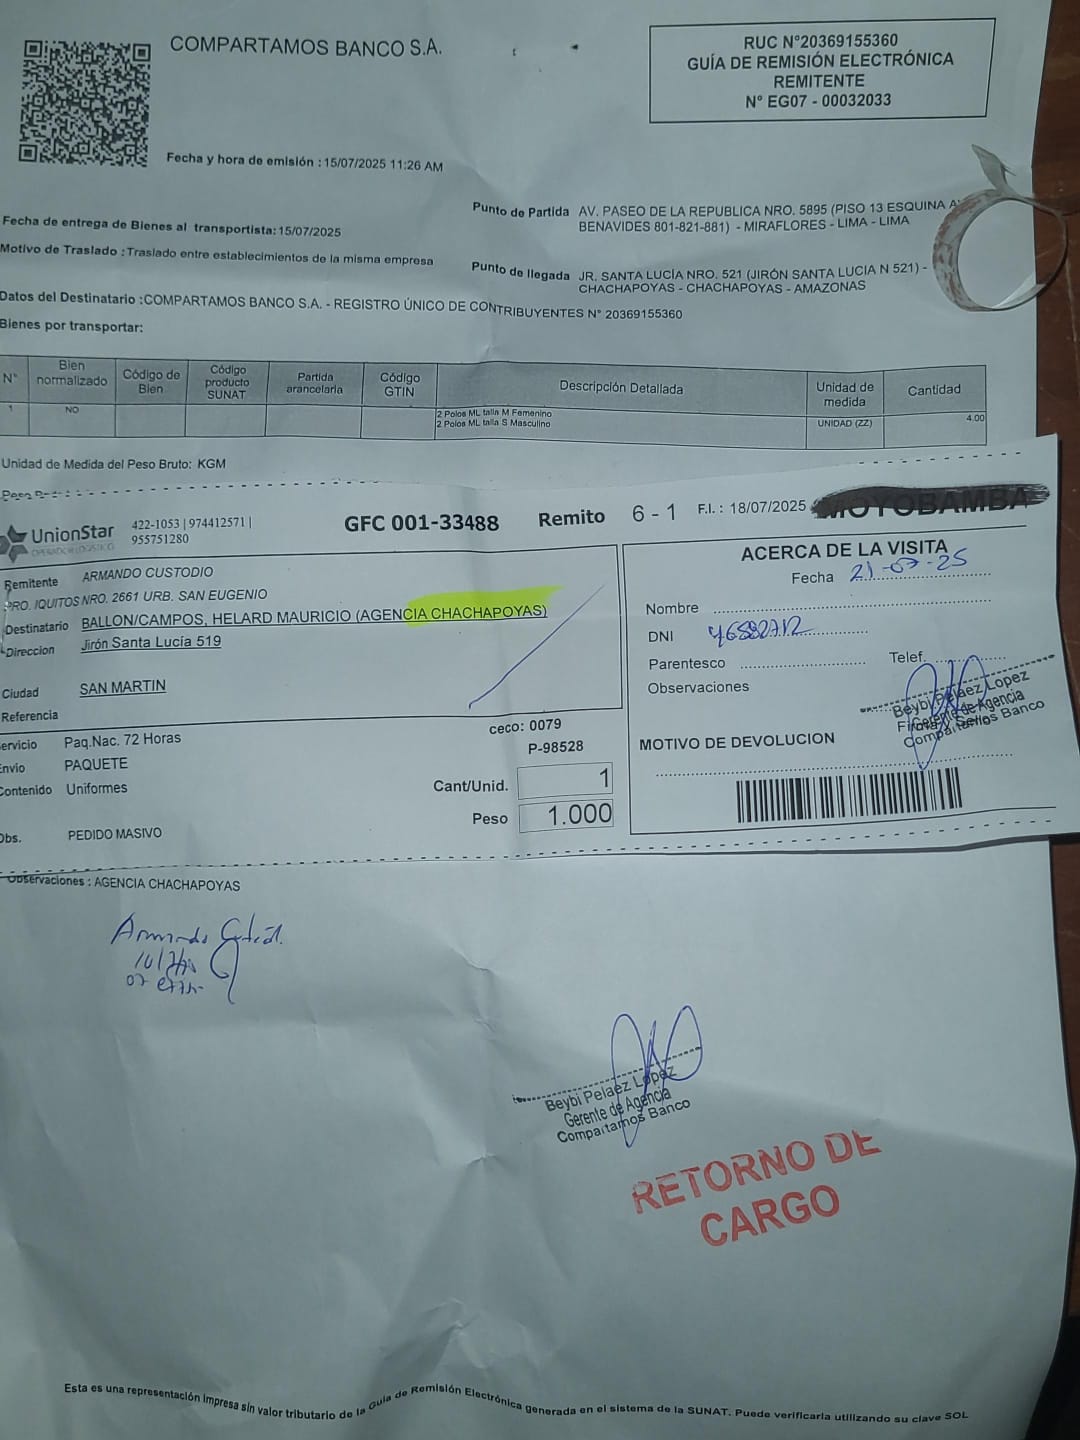 COMPARTAMOS BANCO S.A.
RUC N°20369155360
GUÍA DE REMISIÓN ELECTRÓNICA
REMITENTE
N° EG07 - 00032033
Fecha y hora de emisión : 15/07/2025 11:26 AM
Fecha de entrega de Bienes al transportista: 15/07/2025
Motivo de Traslado : Traslado entre establecimientos de la misma empresa
Punto de Partida AV. PASEO DE LA REPUBLICA NRO. 5895 (PISO 13 ESQUINA
BENAVIDES 801-821-881) - MIRAFLORES - LIMA - LIMA
Punto de llegada JR. SANTA LUCÍA NRO. 521 (JIRÓN SANTA LUCIA N 521) -
CHACHAPOYAS - CHACHAPOYAS - AMAZONAS
Datos del Destinatario :COMPARTAMOS BANCO S.A. - REGISTRO ÚNICO DE CONTRIBUYENTES N° 20369155360
Bienes por transportar:
N° Bien normalizado Código de Bien Código producto SUNAT Partida arancelaria Código GTIN Descripción Detallada Unidad de medida Cantidad
1 NO 2 Polos ML talla M Femenino UNIDAD (ZZ) 4.00
2 Polos ML talla S Masculino
Unidad de Medida del Peso Bruto: KGM
UnionStar
OPERADOR LOGISTICO
422-1053 | 974412571 |
955751280
GFC 001-33488
Remito 6 - 1
F.I. : 18/07/2025
MOYOBAMBA
Remitente ARMANDO CUSTODIO
PRO. IQUITOS NRO. 2661 URB. SAN EUGENIO
Destinatario BALLON/CAMPOS, HELARD MAURICIO (AGENCIA CHACHAPOYAS)
Direccion Jirón Santa Lucía 519
Ciudad SAN MARTIN
Referencia
ervicio Paq.Nac. 72 Horas
nvio PAQUETE
Contenido Uniformes
Obs. PEDIDO MASIVO
ceco: 0079
P-98528
Cant/Unid. 1
Peso 1.000
ACERCA DE LA VISITA
Fecha 21-07-25
Nombre
DNI 46582712
Parentesco
Telef.
Observaciones
Beybi Pelaez Lopez
Gerente de Agencia
Compartamos Banco
Firma y Sellos
MOTIVO DE DEVOLUCION
Observaciones : AGENCIA CHACHAPOYAS
Armando
Beybi Pelaez Lopez
Gerente de Agencia
Compartamos Banco
RETORNO DE
CARGO
Esta es una representación impresa sin valor tributario de la Guía de Remisión Electrónica generada en el sistema de la SUNAT. Puede verificarla utilizando su clave SOL